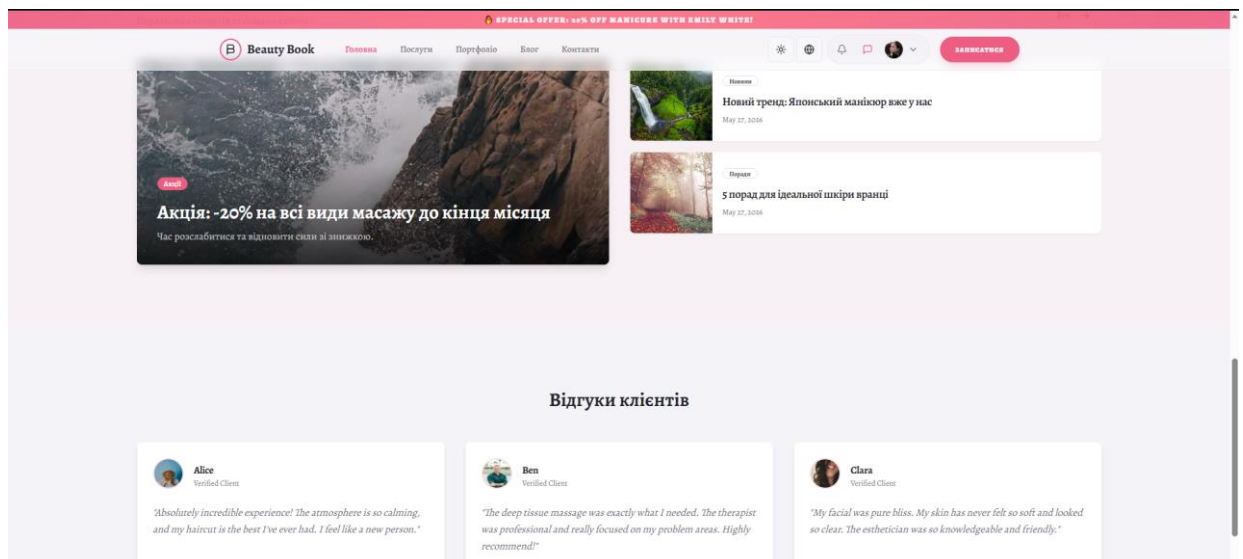 🔥 SPECIAL OFFER: 20% OFF MANICURE WITH EMILY WHITE!
Beauty Book
Головна
Послуги
Портфоліо
Блог
Контакти
ЗАПИСАТИСЯ
Акції
Акція: -20% на всі види масажу до кінця місяця
Час розслабитися та відновити сили зі знижкою.
Новини
Новий тренд: Японський манікюр вже у нас
May 27, 2026
Поради
5 порад для ідеальної шкіри вранці
May 27, 2026
Відгуки клієнтів
Alice
Verified Client
"Absolutely incredible experience! The atmosphere is so calming,
and my haircut is the best I've ever had. I feel like a new person."
Ben
Verified Client
"The deep tissue massage was exactly what I needed. The therapist
was professional and really focused on my problem areas. Highly
recommend!"
Clara
Verified Client
"My facial was pure bliss. My skin has never felt so soft and looked
so clear. The esthetician was so knowledgeable and friendly."